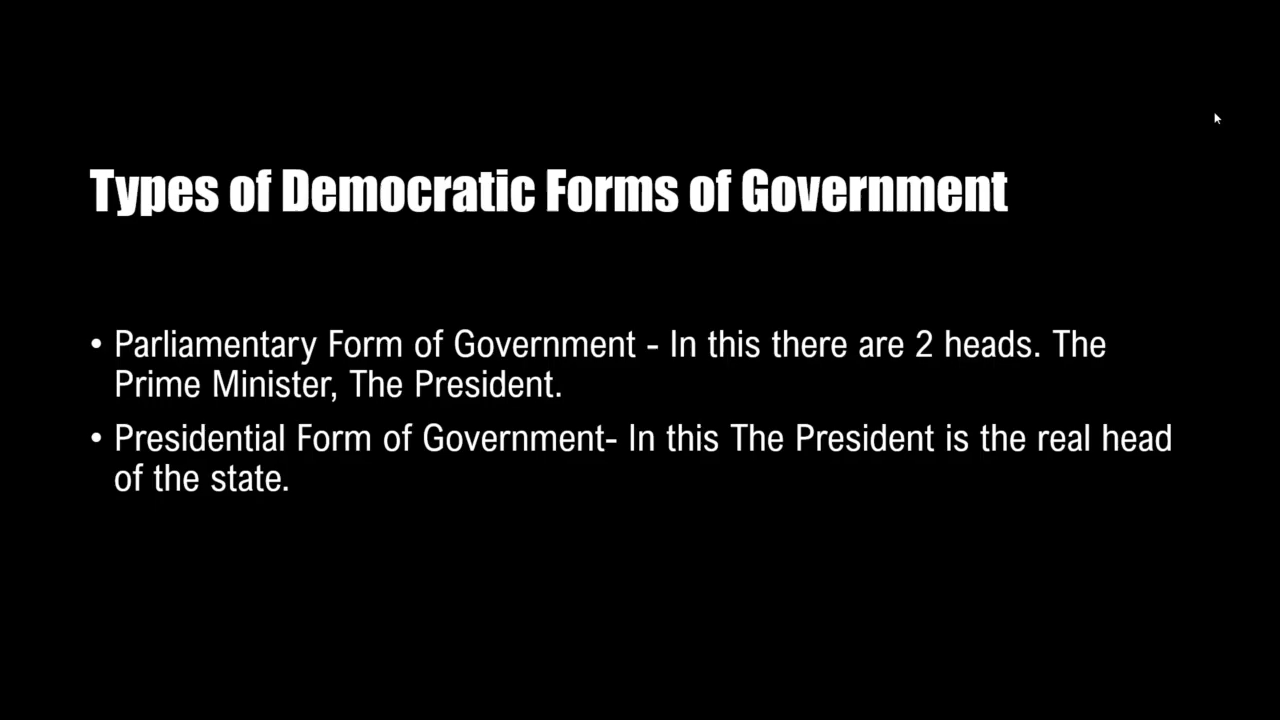 Types of Democratic Forms of Government
• Parliamentary Form of Government - In this there are 2 heads. The
Prime Minister, The President.
• Presidential Form of Government- In this The President is the real head
of the state.